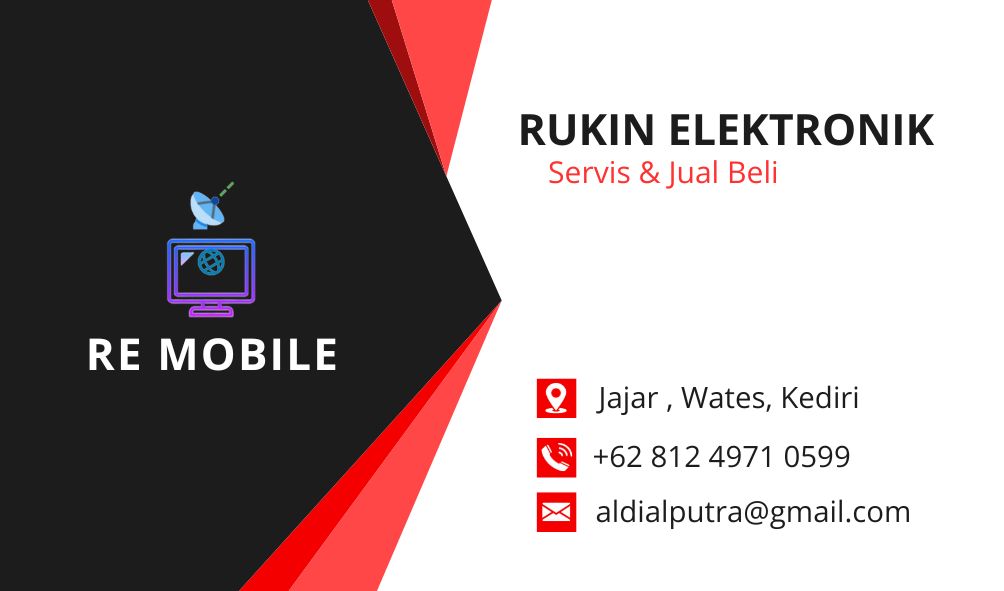 RE MOBILE
RUKIN ELEKTRONIK
Servis & Jual Beli
Jajar , Wates, Kediri
+62 812 4971 0599
aldialputra@gmail.com